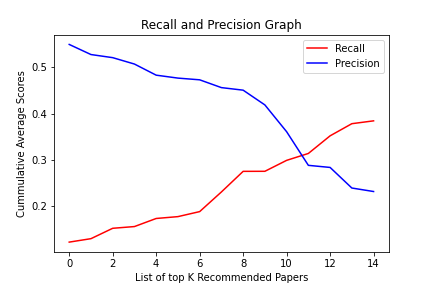 Recall and Precision Graph
Recall
Precision
Cummulative Average Scores
0.5
0.4
0.3
0.2
0 2 4 6 8 10 12 14
List of top K Recommended Papers